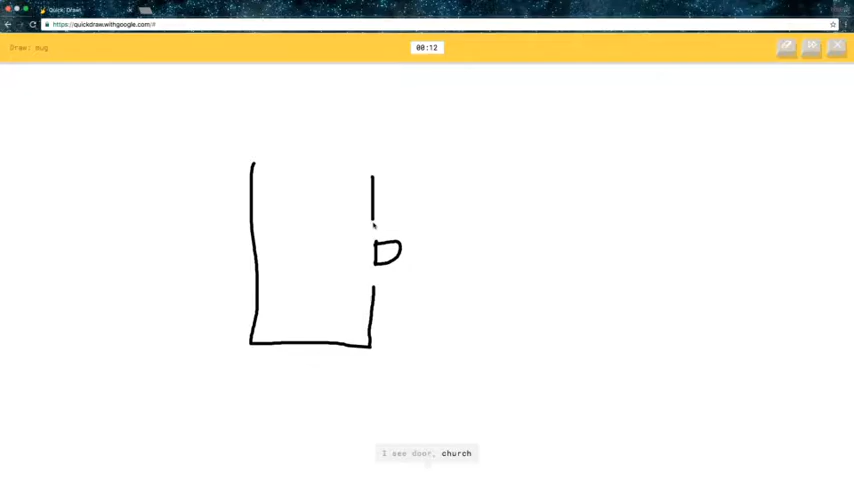 Quick, Draw!
https://quickdraw.withgoogle.com/#
Draw: mug
00:12
I see door, church